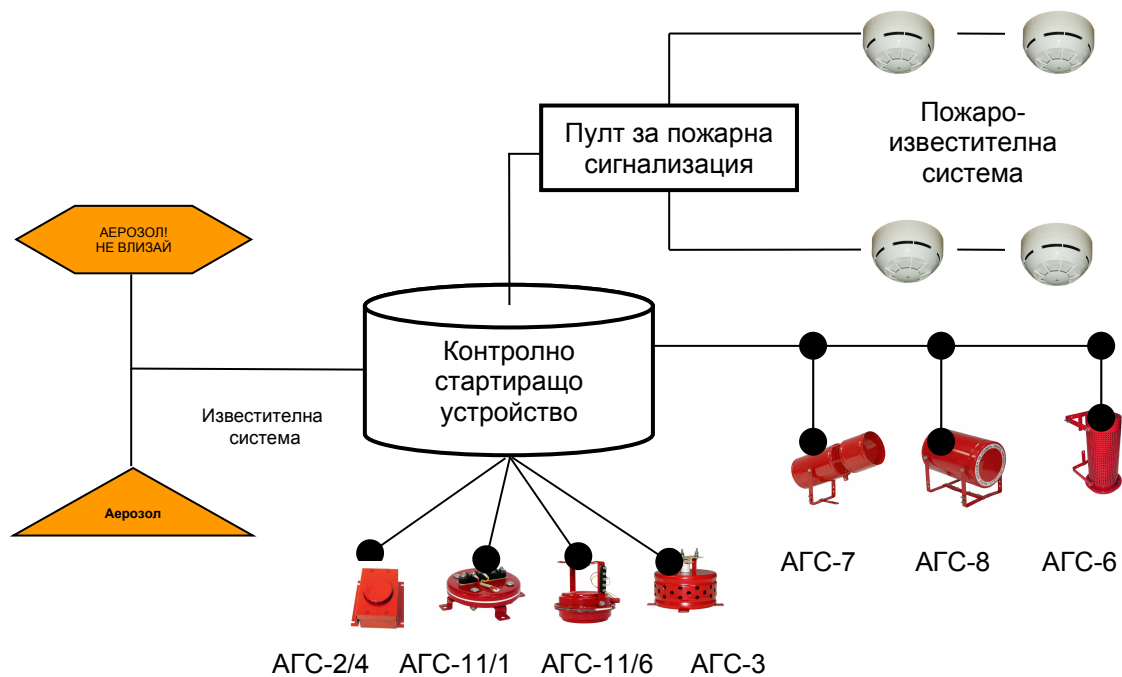 Пулт за пожарна
сигнализация
Пожаро-
известителна
система
АЕРОЗОЛ!
НЕ ВЛИЗАЙ
Контролно
стартиращо
устройство
Известителна
система
Аерозол
АГС-7
АГС-8
АГС-6
АГС-2/4
АГС-11/1
АГС-11/6
АГС-3